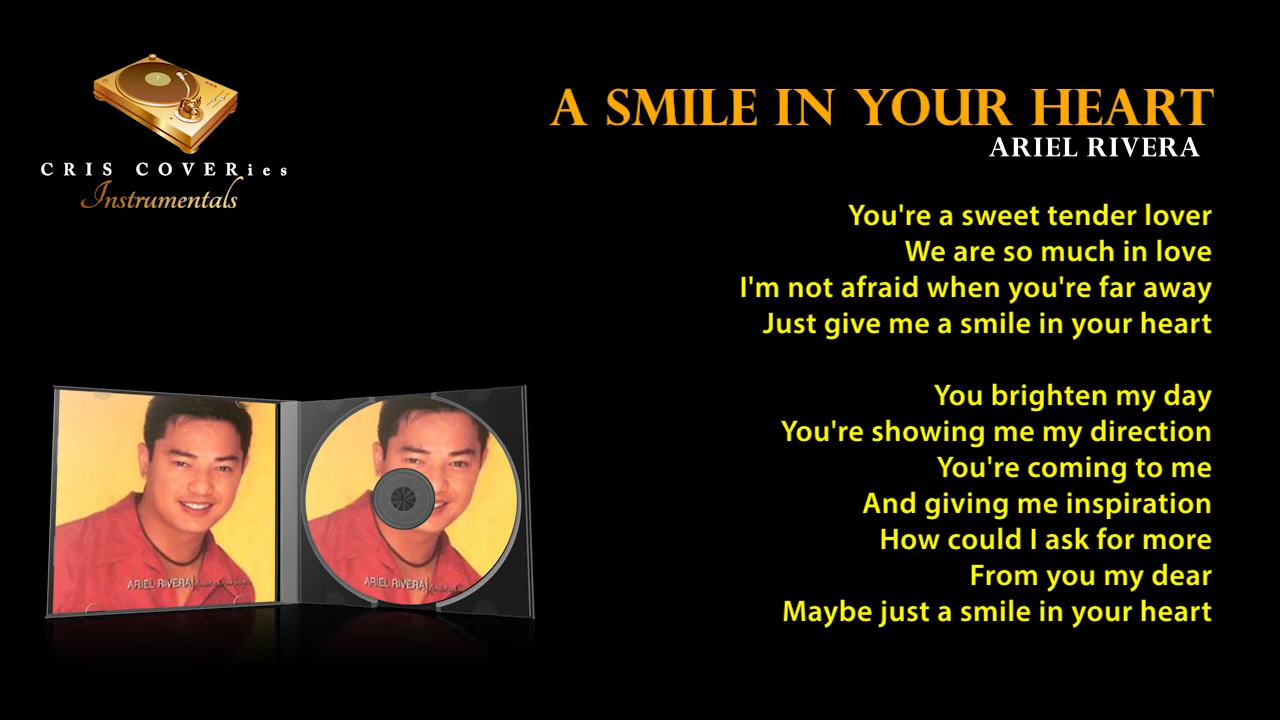 CRIS COVERies
Instrumentals
A SMILE IN YOUR HEART
ARIEL RIVERA
You're a sweet tender lover
We are so much in love
I'm not afraid when you're far away
Just give me a smile in your heart
You brighten my day
You're showing me my direction
You're coming to me
And giving me inspiration
How could I ask for more
From you my dear
Maybe just a smile in your heart
ARIEL RIVERA
ARIEL RIVERA